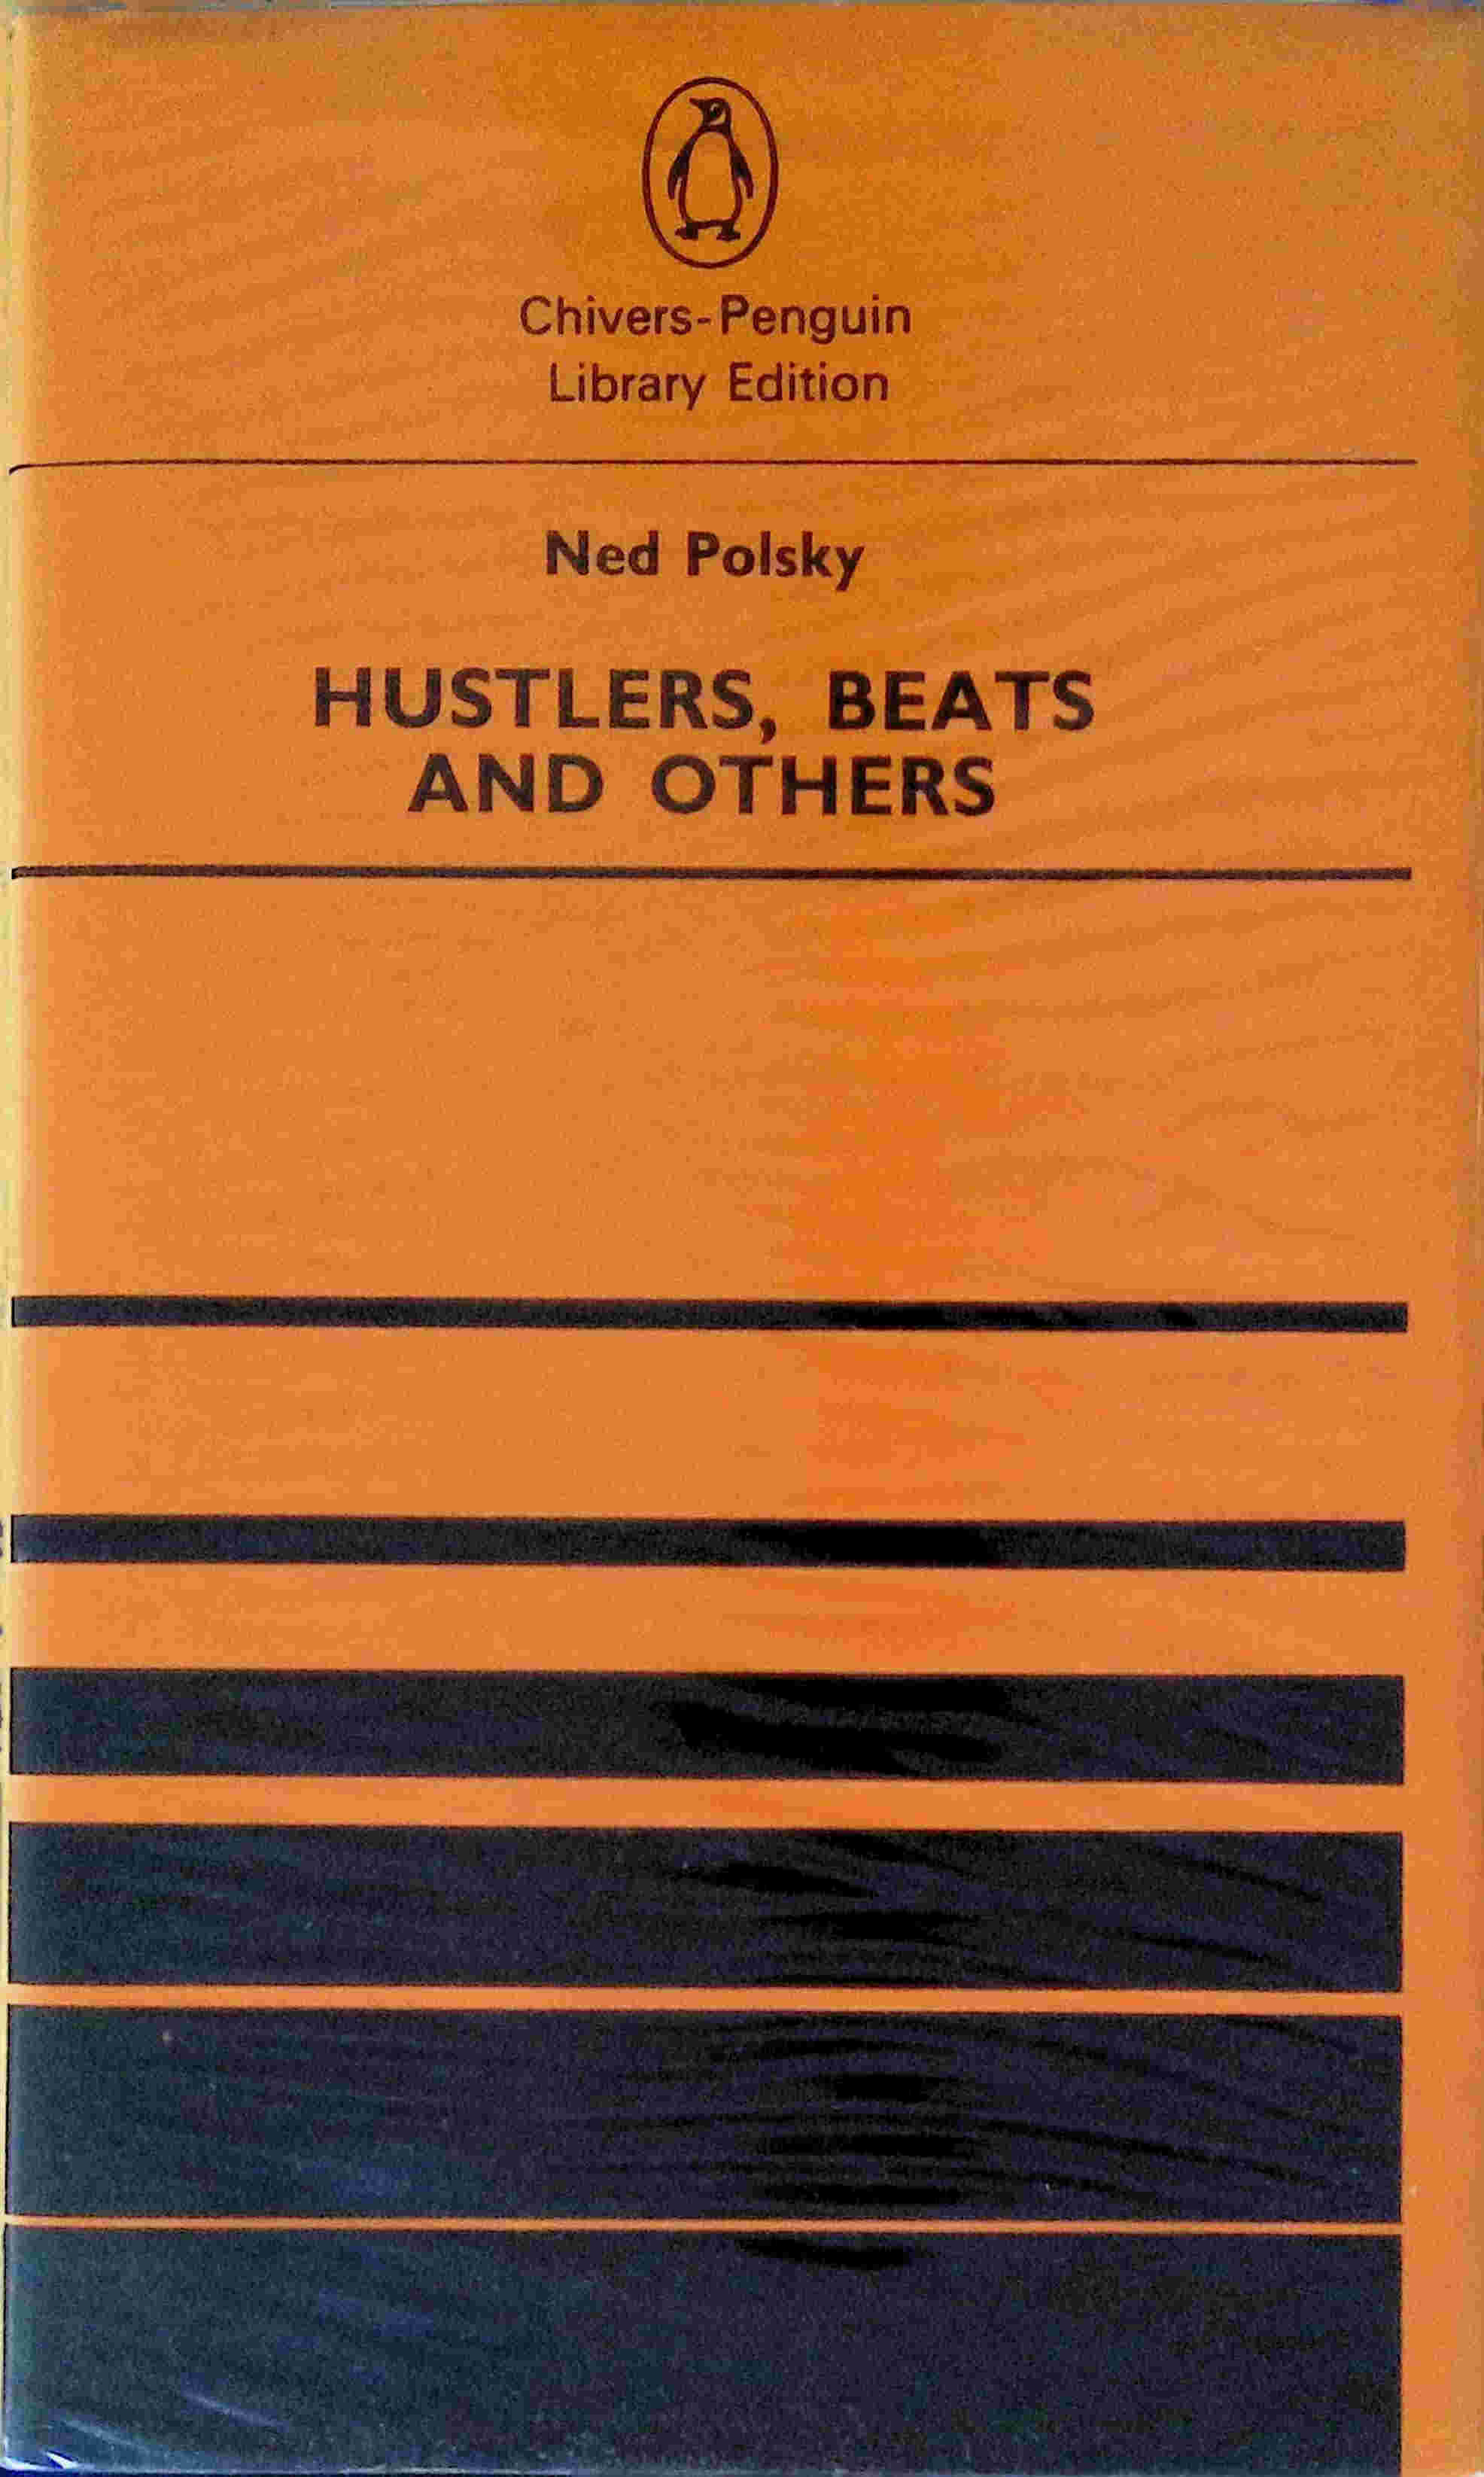 Chivers-Penguin
Library Edition
Ned Polsky
HUSTLERS, BEATS
AND OTHERS